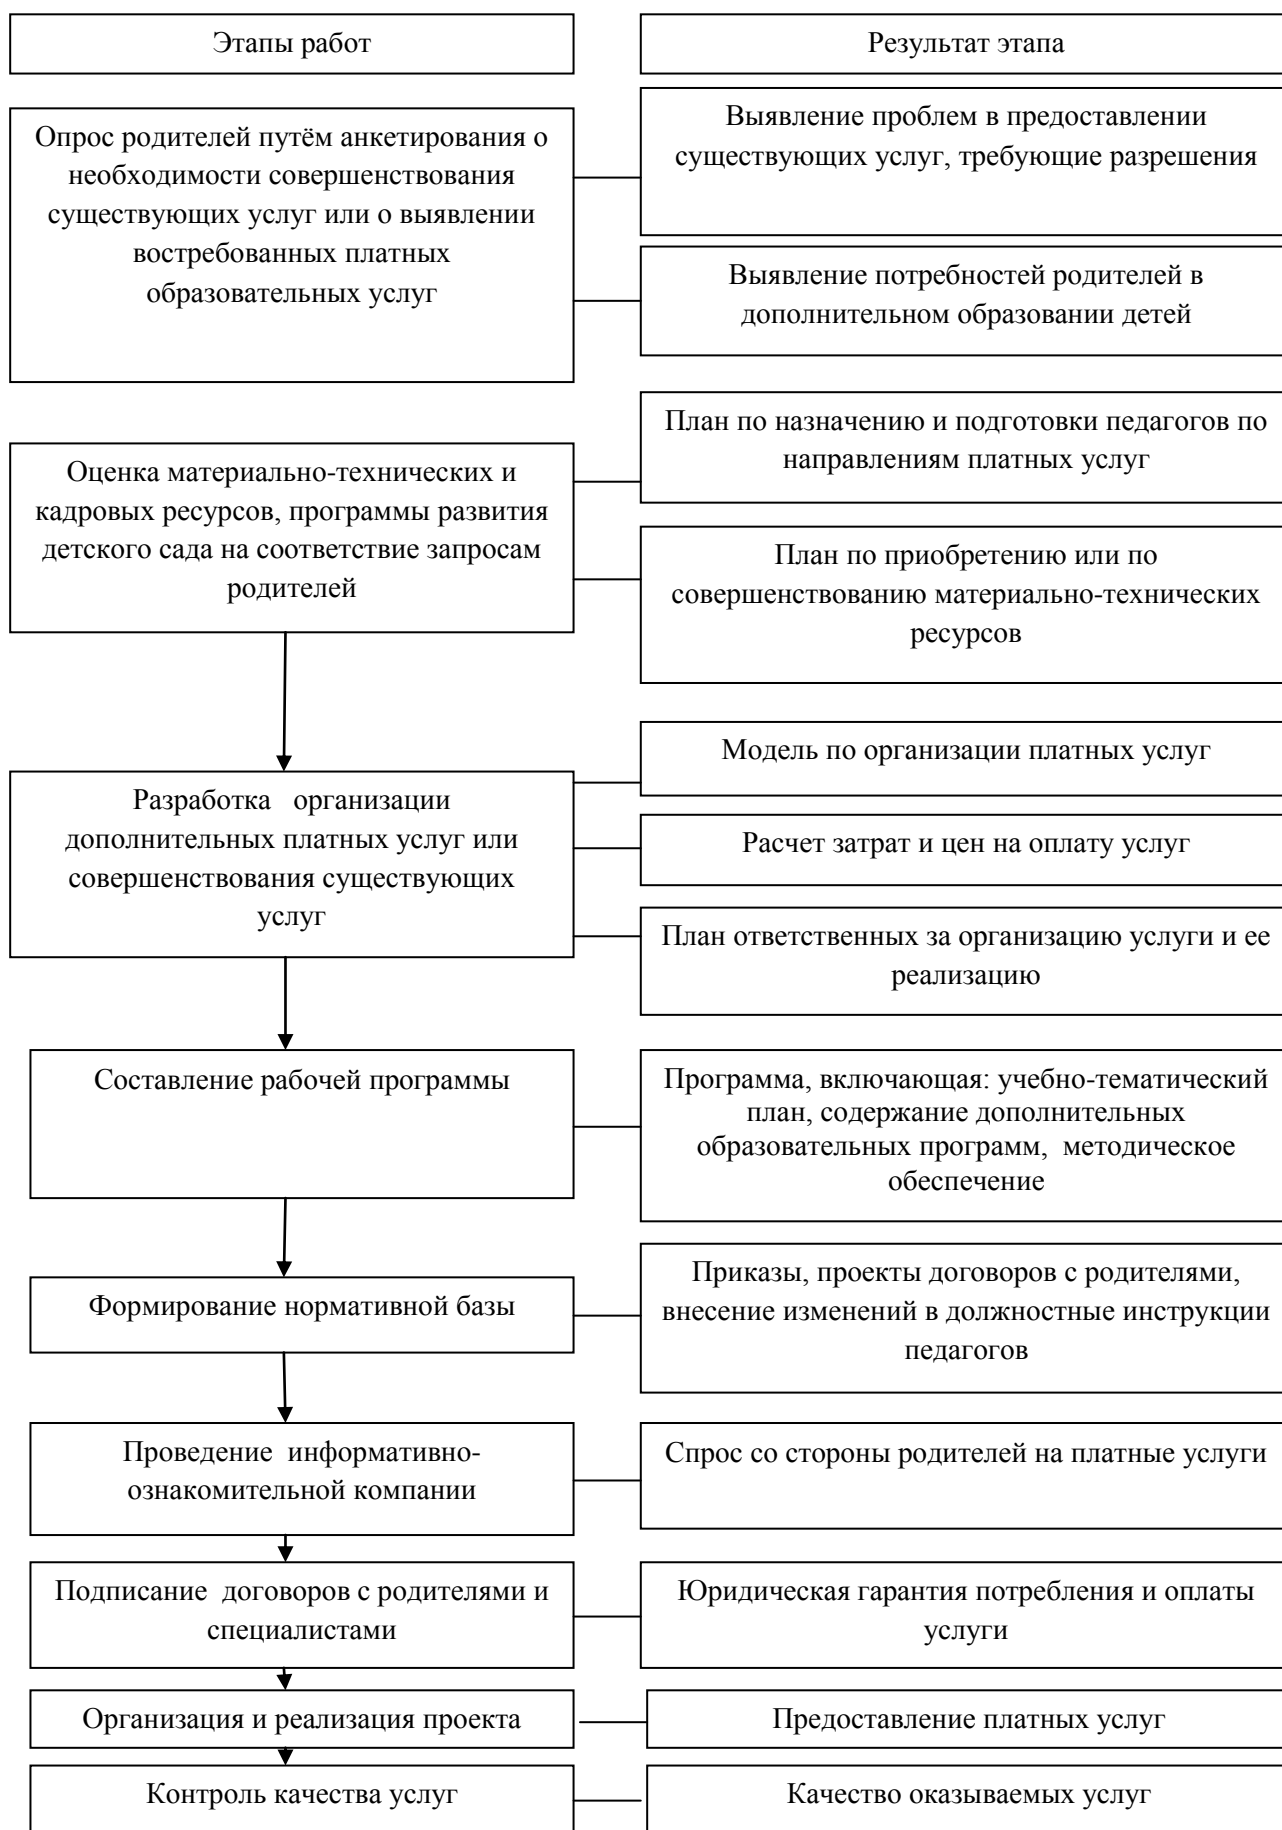 Этапы работ
Результат этапа
Опрос родителей путём анкетирования о
необходимости совершенствования
существующих услуг или о выявлении
востребованных платных
образовательных услуг
Выявление проблем в предоставлении
существующих услуг, требующие разрешения
Выявление потребностей родителей в
дополнительном образовании детей
Оценка материально-технических и
кадровых ресурсов, программы развития
детского сада на соответствие запросам
родителей
План по назначению и подготовки педагогов по
направлениям платных услуг
План по приобретению или по
совершенствованию материально-технических
ресурсов
Разработка организации
дополнительных платных услуг или
совершенствования существующих
услуг
Модель по организации платных услуг
Расчет затрат и цен на оплату услуг
План ответственных за организацию услуги и ее
реализацию
Составление рабочей программы
Программа, включающая: учебно-тематический
план, содержание дополнительных
образовательных программ, методическое
обеспечение
Формирование нормативной базы
Приказы, проекты договоров с родителями,
внесение изменений в должностные инструкции
педагогов
Проведение информативно-
ознакомительной компании
Спрос со стороны родителей на платные услуги
Подписание договоров с родителями и
специалистами
Юридическая гарантия потребления и оплаты
услуги
Организация и реализация проекта
Предоставление платных услуг
Контроль качества услуг
Качество оказываемых услуг